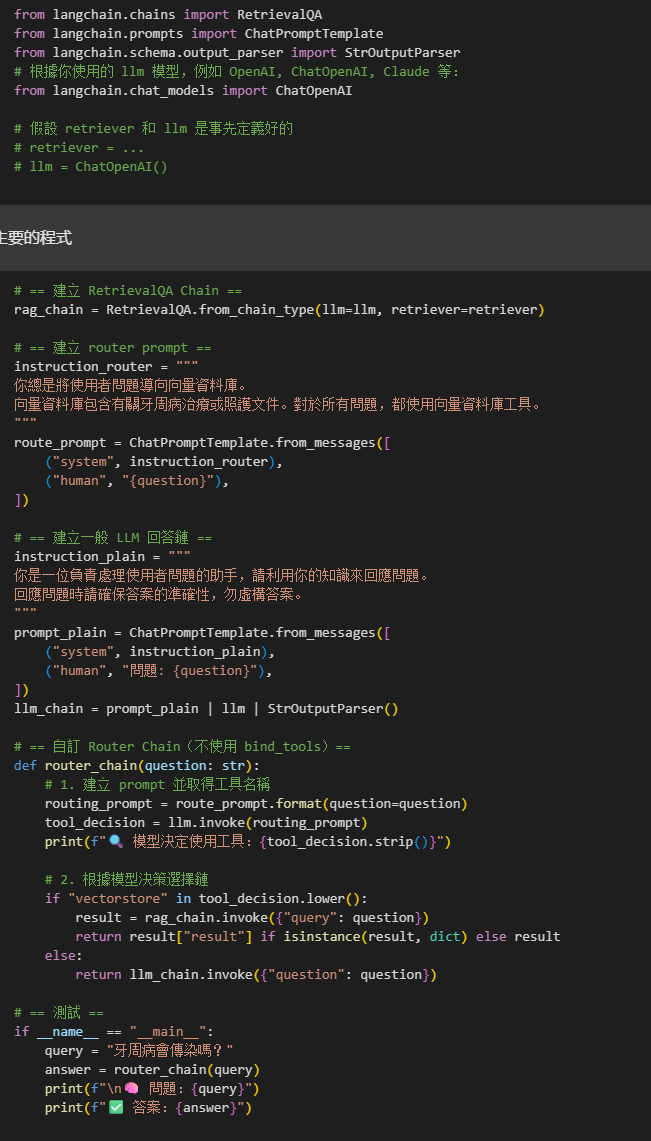 from langchain.chains import RetrievalQA
from langchain.prompts import ChatPromptTemplate
from langchain.schema.output_parser import StrOutputParser
# 根據你使用的 llm 模型，例如 OpenAI, ChatOpenAI, Claude 等：
from langchain.chat_models import ChatOpenAI

# 假設 retriever 和 llm 是事先定義好的
# retriever = ...
# llm = ChatOpenAI()

主要的程式

# == 建立 RetrievalQA Chain ==
rag_chain = RetrievalQA.from_chain_type(llm=llm, retriever=retriever)

# == 建立 router prompt ==
instruction_router = """
你總是將使用者問題導向向量資料庫。
向量資料庫包含有關牙周病治療或照護文件。對於所有問題，都使用向量資料庫工具。
"""
route_prompt = ChatPromptTemplate.from_messages([
    ("system", instruction_router),
    ("human", "{question}"),
])

# == 建立一般 LLM 回答鏈 ==
instruction_plain = """
你是一位負責處理使用者問題的助手，請利用你的知識來回應問題。
回應問題時請確保答案的準確性，勿虛構答案。
"""
prompt_plain = ChatPromptTemplate.from_messages([
    ("system", instruction_plain),
    ("human", "問題: {question}"),
])
llm_chain = prompt_plain | llm | StrOutputParser()

# == 自訂 Router Chain（不使用 bind_tools）==
def router_chain(question: str):
    # 1. 建立 prompt 並取得工具名稱
    routing_prompt = route_prompt.format(question=question)
    tool_decision = llm.invoke(routing_prompt)
    print(f"🔍 模型決定使用工具: {tool_decision.strip()}")

    # 2. 根據模型決策選擇鏈
    if "vectorstore" in tool_decision.lower():
        result = rag_chain.invoke({"query": question})
        return result["result"] if isinstance(result, dict) else result
    else:
        return llm_chain.invoke({"question": question})

# == 測試 ==
if __name__ == "__main__":
    query = "牙周病會傳染嗎？"
    answer = router_chain(query)
    print(f"\n🧠 問題: {query}")
    print(f"✅ 答案: {answer}")